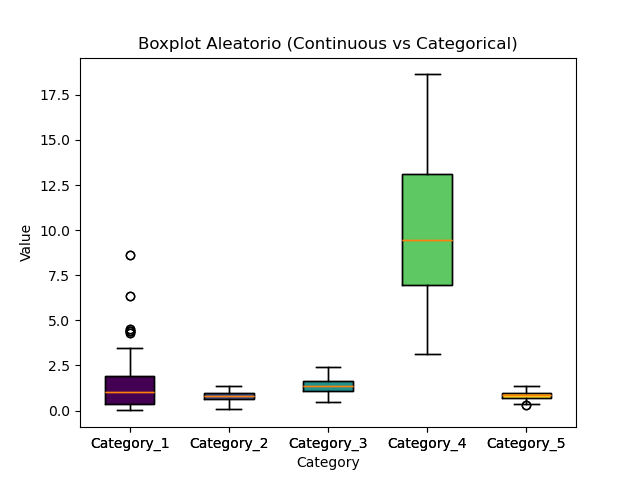 Boxplot Aleatorio (Continuous vs Categorical)
17.5
15.0
12.5
10.0
7.5
5.0
2.5
0.0
Value
Category_1 Category_2 Category_3 Category_4 Category_5
Category